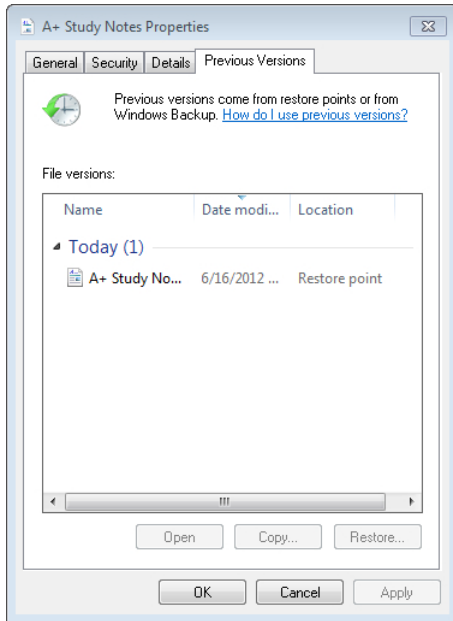 A+ Study Notes Properties
General Security Details Previous Versions
Previous versions come from restore points or from
Windows Backup. How do I use previous versions?
File versions:
Name Date modi... Location
Today (1)
A+ Study No... 6/16/2012 ... Restore point
Open Copy... Restore...
OK Cancel Apply